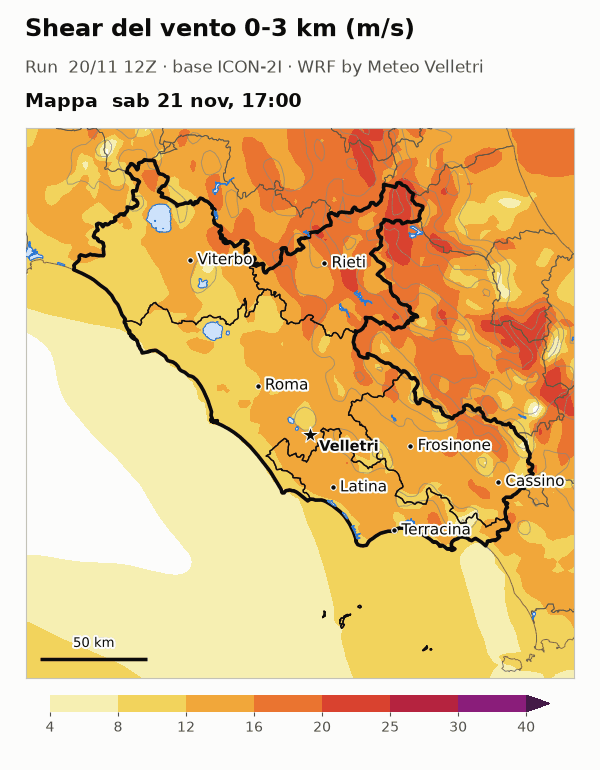 Shear del vento 0-3 km (m/s)
Run  20/11 12Z · base ICON-2I · WRF by Meteo Velletri
Mappa  sab 21 nov, 17:00
Viterbo
Rieti
Roma
Velletri
Frosinone
Cassino
Latina
Terracina
50 km
4 8 12 16 20 25 30 40